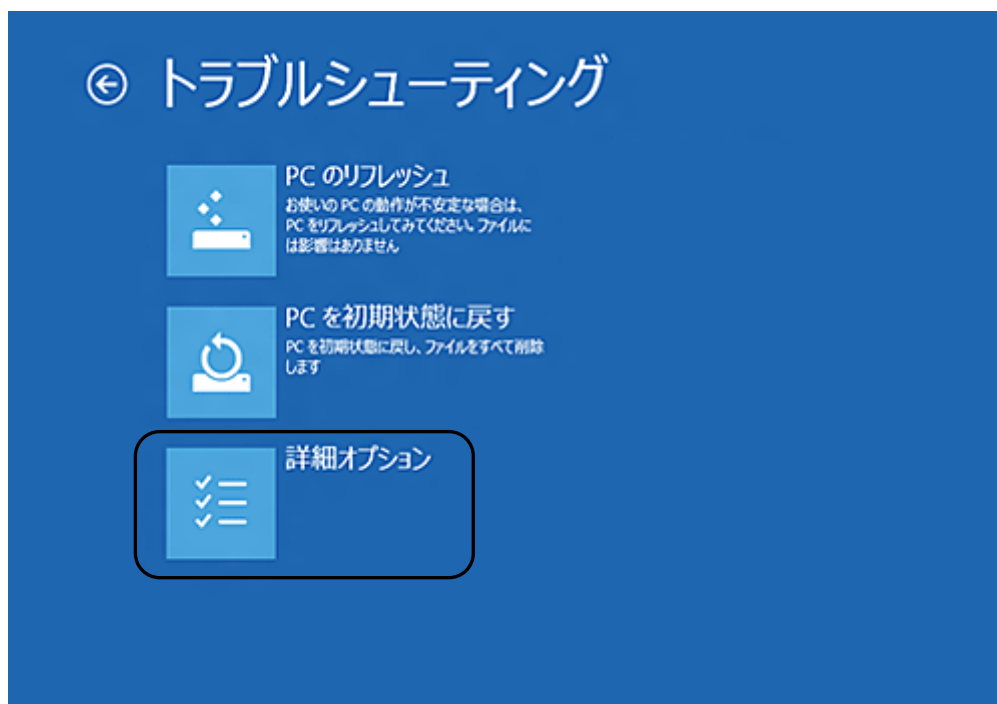 トラブルシューティング
PC のリフレッシュ
お使いの PC の動作が不安定な場合は、
PC をリフレッシュしてみてください。ファイルに
は影響はありません
PC を初期状態に戻す
PC を初期状態に戻し、ファイルをすべて削除
します
詳細オプション